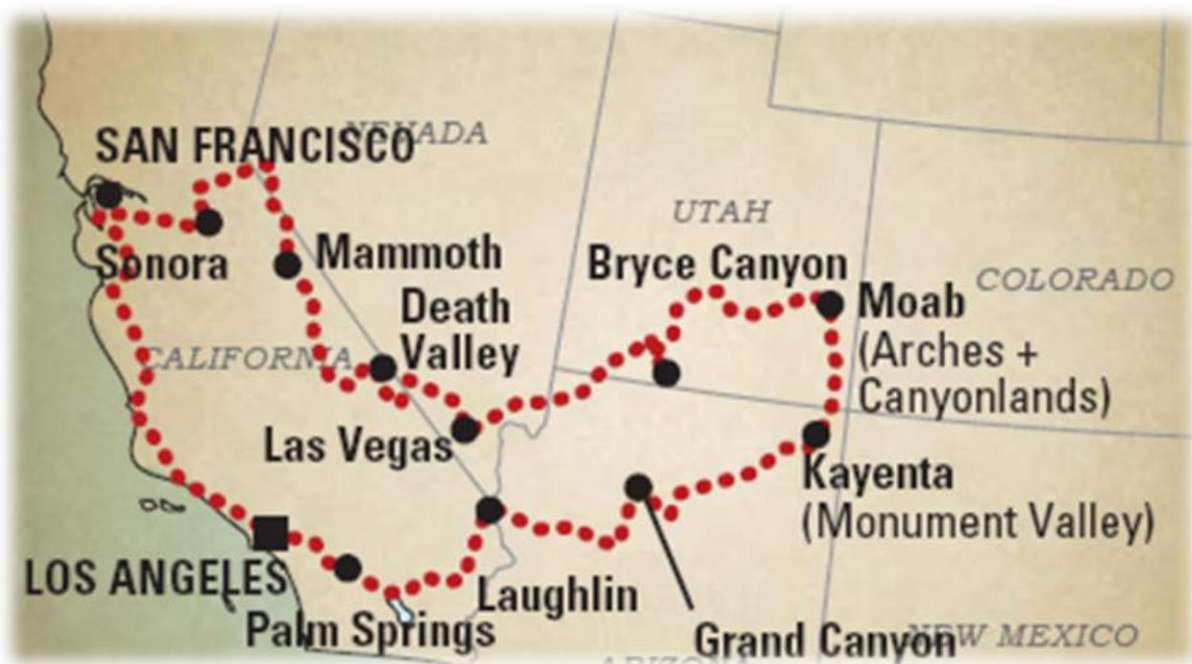 NEVADA
SAN FRANCISCO
UTAH
Sonora
Mammoth
Bryce Canyon
COLORADO
Death
Valley
Moab
(Arches +
Canyonlands)
CALIFORNIA
Las Vegas
Kayenta
(Monument Valley)
LOS ANGELES
Laughlin
Palm Springs
Grand Canyon
NEW MEXICO
ARIZONA